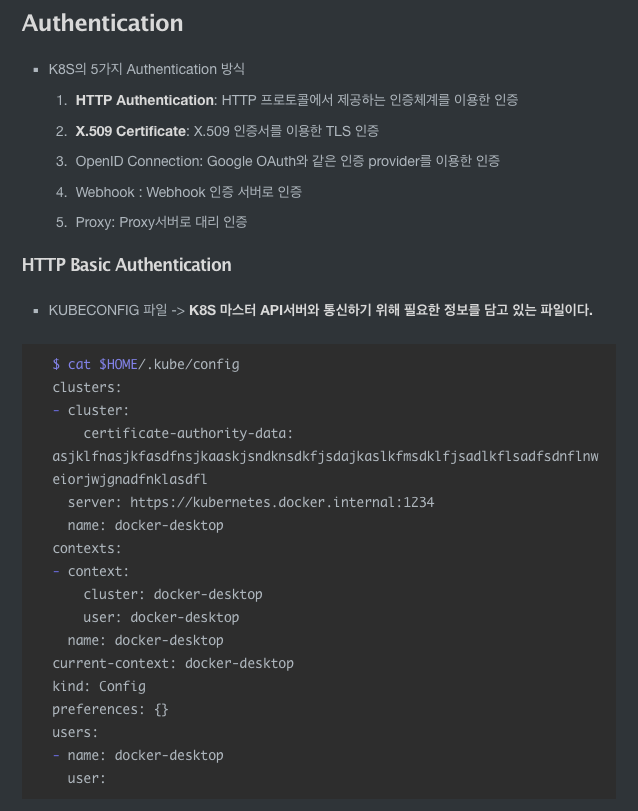 Authentication
▪ K8S의 5가지 Authentication 방식
1. HTTP Authentication: HTTP 프로토콜에서 제공하는 인증체계를 이용한 인증
2. X.509 Certificate: X.509 인증서를 이용한 TLS 인증
3. OpenID Connection: Google OAuth와 같은 인증 provider를 이용한 인증
4. Webhook : Webhook 인증 서버로 인증
5. Proxy: Proxy서버로 대리 인증
HTTP Basic Authentication
▪ KUBECONFIG 파일 -> K8S 마스터 API서버와 통신하기 위해 필요한 정보를 담고 있는 파일이다.
$ cat $HOME/.kube/config
clusters:
- cluster:
    certificate-authority-data:
asjklfnasjkfasdfnsjkaaskjsndknsdkfjsdajkaslkfmsdklfjsadlkflsadfsdnflnw
eiorjwjgnadfnklasdfl
  server: https://kubernetes.docker.internal:1234
  name: docker-desktop
contexts:
- context:
    cluster: docker-desktop
    user: docker-desktop
  name: docker-desktop
current-context: docker-desktop
kind: Config
preferences: {}
users:
- name: docker-desktop
  user: